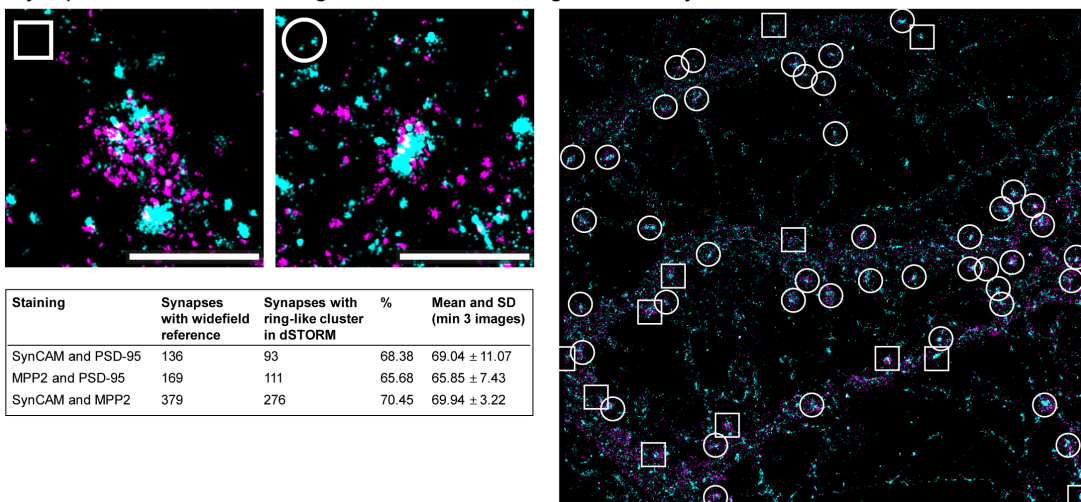 Staining
Synapses with widefield reference
Synapses with ring-like cluster in dSTORM
%
Mean and SD (min 3 images)
SynCAM and PSD-95 136 93 68.38 69.04 ± 11.07
MPP2 and PSD-95 169 111 65.68 65.85 ± 7.43
SynCAM and MPP2 379 276 70.45 69.94 ± 3.22